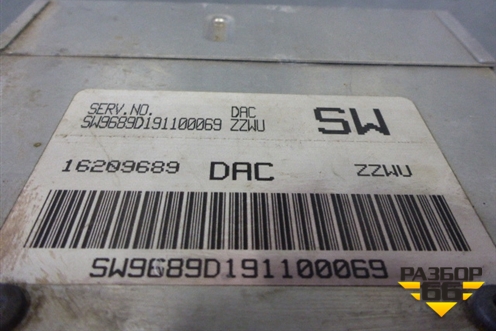 SERV.NO. DAC SW
SW9689D191100069 ZZWU
16209689 DAC ZZWU
SW9689D191100069
РАЗБОР
66